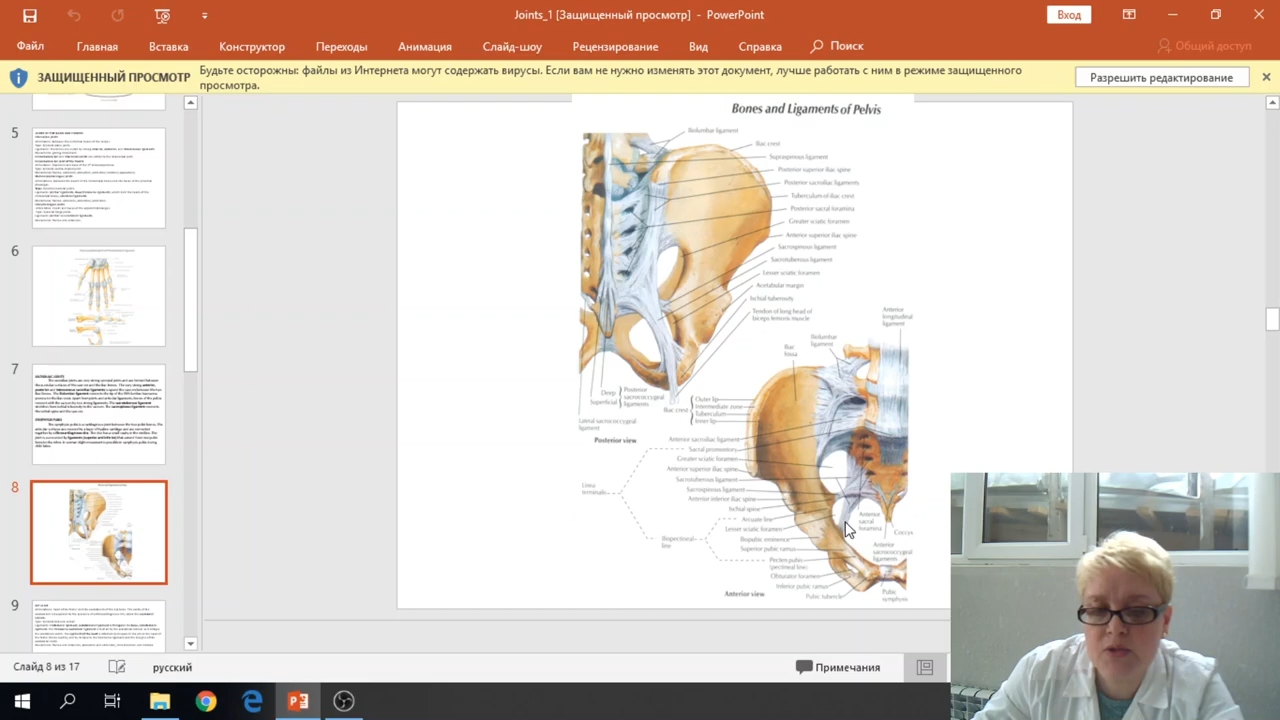 Joints_1 [Защищенный просмотр] - PowerPoint
Вход
Файл
Главная
Вставка
Конструктор
Переходы
Анимация
Слайд-шоу
Рецензирование
Вид
Справка
Поиск
Общий доступ
ЗАЩИЩЕННЫЙ ПРОСМОТР
Будьте осторожны: файлы из Интернета могут содержать вирусы. Если вам не нужно изменять этот документ, лучше работать с ним в режиме защищенного
просмотра.
Разрешить редактирование
5
6
7
8
9
Bones and Ligaments of Pelvis
Iliolumbar ligament
Iliac crest
Supraspinous ligament
Posterior superior iliac spine
Posterior sacroiliac ligaments
Tuberculum of iliac crest
Posterior sacral foramina
Greater sciatic foramen
Anterior superior iliac spine
Sacrospinous ligament
Sacrotuberous ligament
Lesser sciatic foramen
Acetabular margin
Ischial tuberosity
Tendon of long head of
biceps femoris muscle
Deep
Superficial
Posterior
sacrococcygeal
ligaments
Lateral sacrococcygeal
ligament
Posterior view
Anterior
longitudinal
ligament
Iliolumbar
ligament
Iliac
fossa
Iliac crest
Outer lip
Intermediate zone
Tuberculum
Inner lip
Anterior sacroiliac ligament
Sacral promontory
Greater sciatic foramen
Anterior superior iliac spine
Sacrotuberous ligament
Sacrospinous ligament
Anterior inferior iliac spine
Ischial spine
Arcuate line
Lesser sciatic foramen
Iliopubic eminence
Superior pubic ramus
Pecten pubis
(pectineal line)
Obturator foramen
Inferior pubic ramus
Pubic tubercle
Linea
terminalis
Iliopectineal
line
Anterior
sacral
foramina
Coccyx
Anterior
sacrococcygeal
ligaments
Pubic
symphysis
Anterior view
Слайд 8 из 17
русский
Примечания